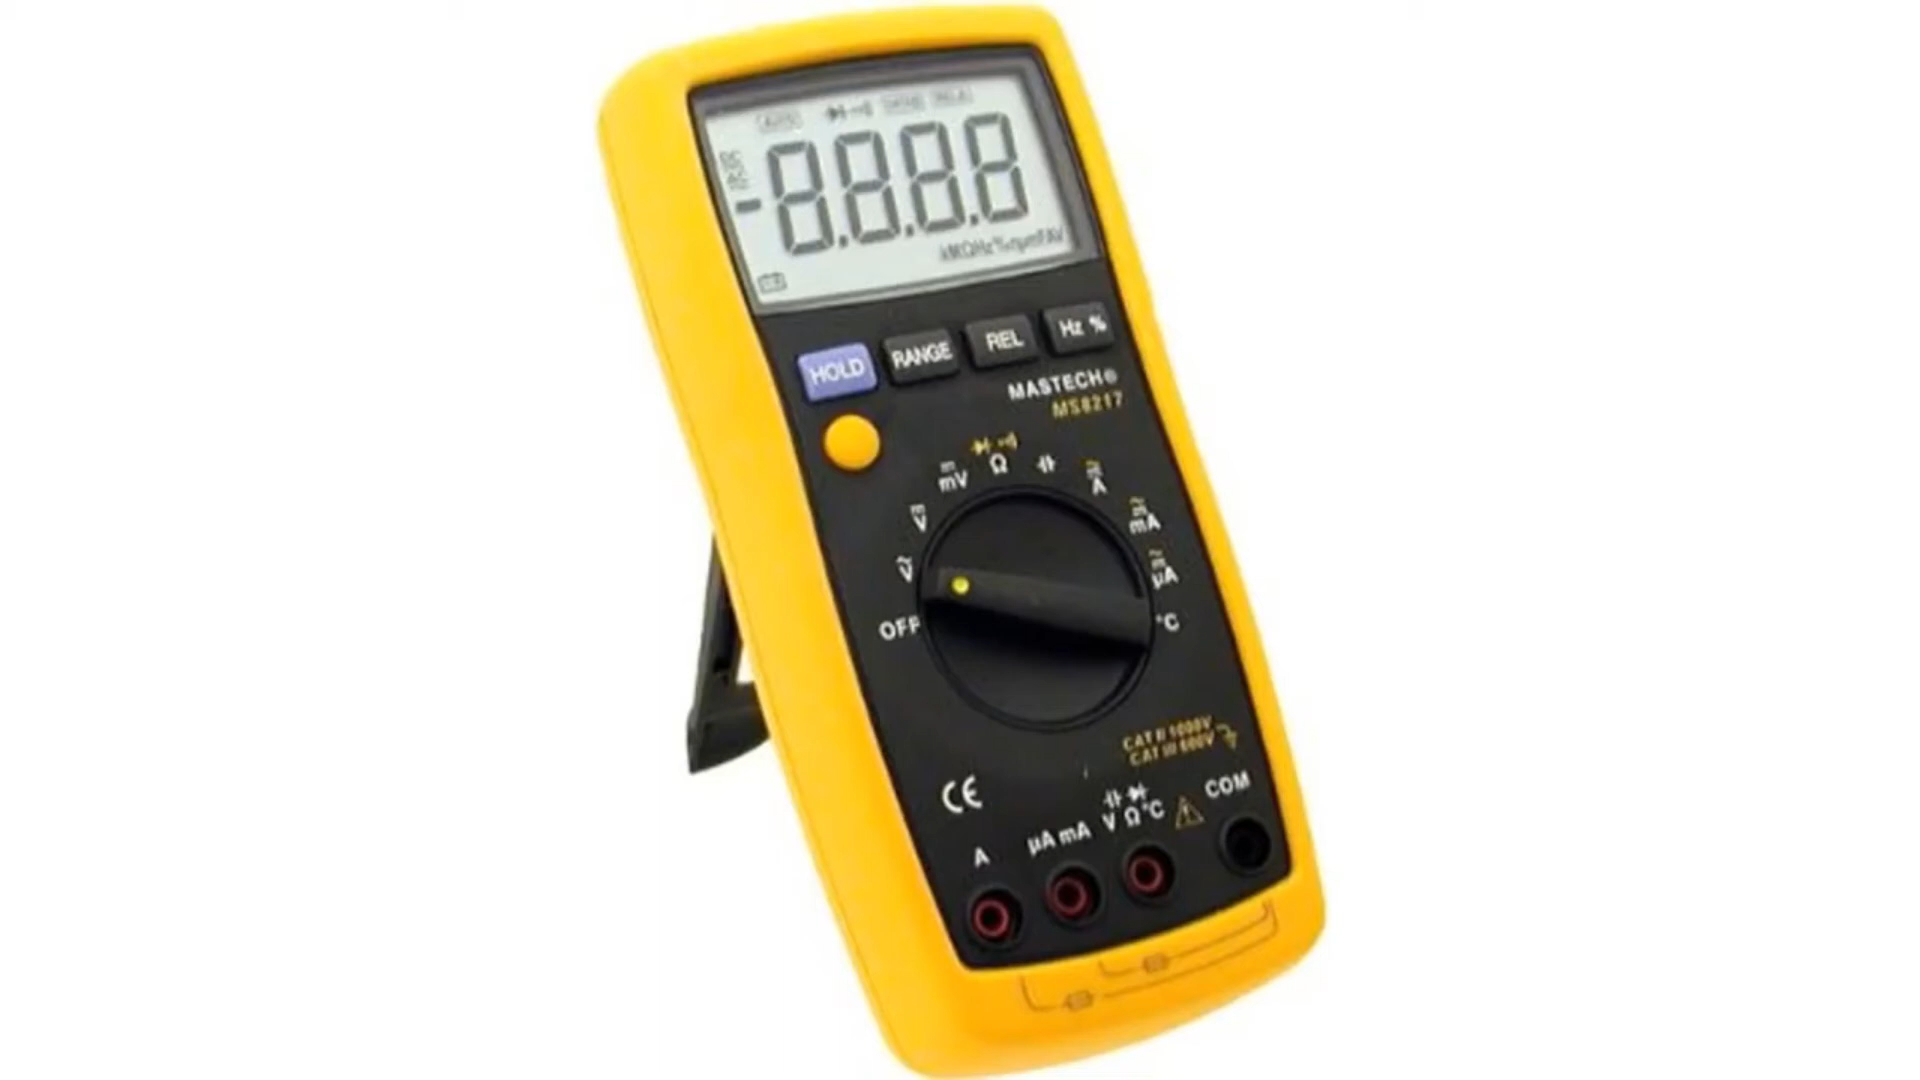 AUTO
-8.8.8.8
HOLD
RANGE
REL
Hz %
MASTECH®
MS8217
mV
Ω
A
V
mA
V
µA
OFF
°C
CAT II 1000V
CAT III 600V
CE
A
µA mA
V Ω °C
COM